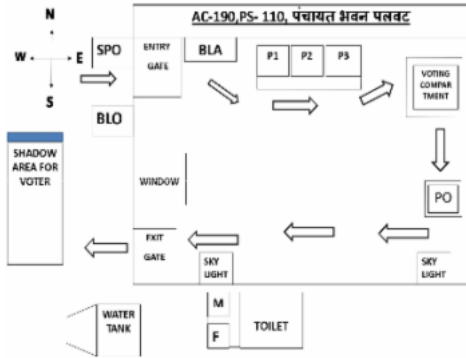 AC-190,PS- 110, पंचायत भवन पलवट
N
W
E
S
SPO
ENTRY
GATE
BLA
P1
P2
P3
VOTING
COMPAR
TMENT
BLO
SHADOW
AREA FOR
VOTER
WINDOW
PO
EXIT
GATE
SKY
LIGHT
SKY
LIGHT
WATER
TANK
M
F
TOILET